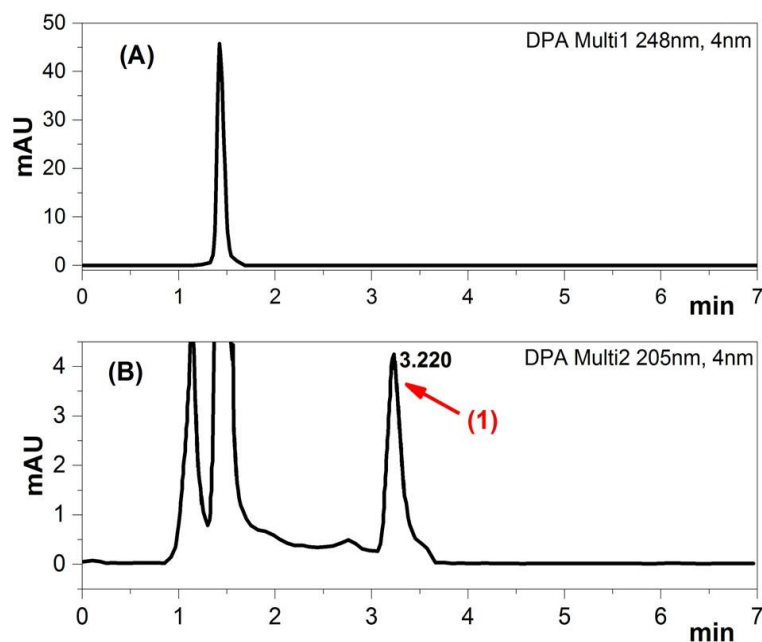 50
(A)
DPA Multi1 248nm, 4nm
40
30
20
10
0
mAU
0 1 2 3 4 5 6 7
min
4
(B)
3.220
DPA Multi2 205nm, 4nm
(1)
3
2
1
0
mAU
0 1 2 3 4 5 6 7
min